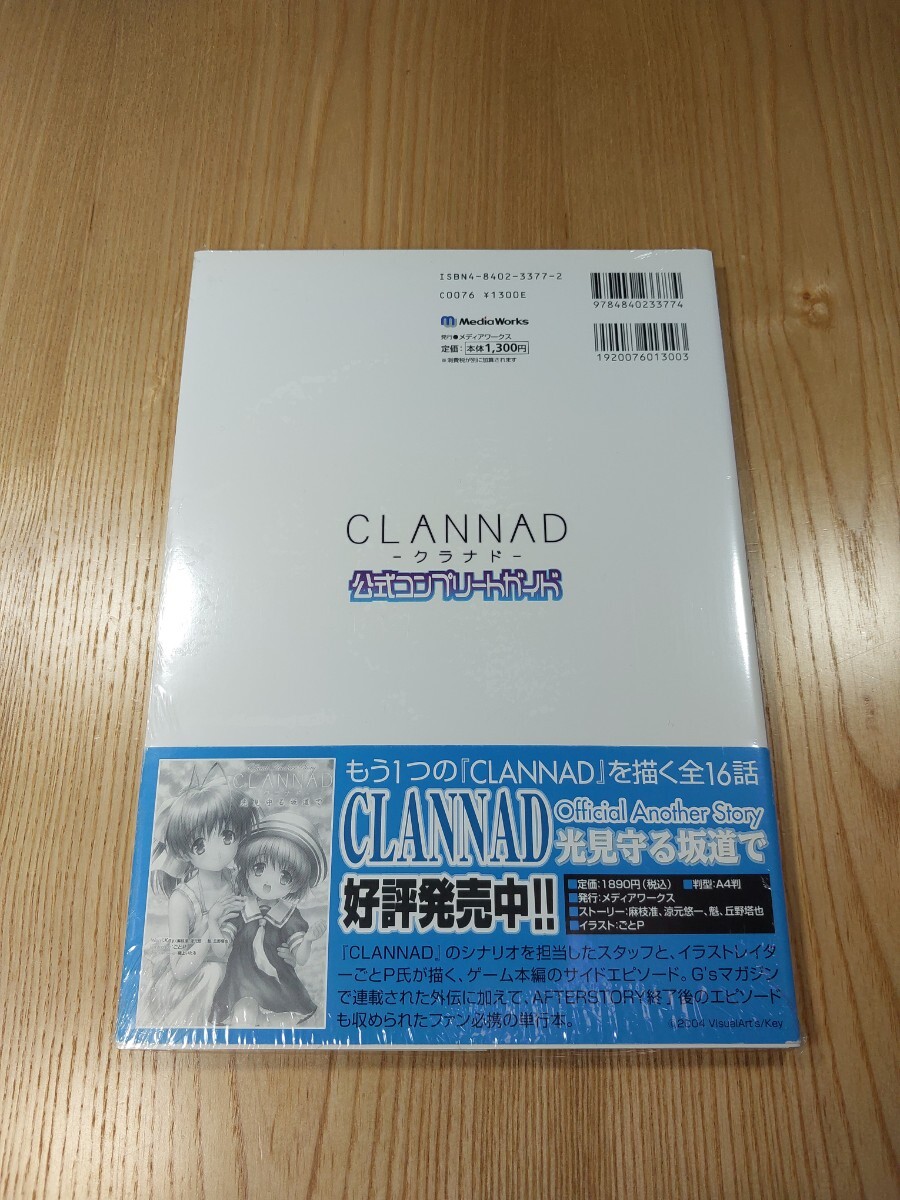 ISBN4-8402-3377-2
C0076 ¥1300E
9784840233774
MediaWorks
発行●メディアワークス
定価：本体1,300円
※消費税が別に加算されます
1920076013003
CLANNAD
-クラナド-
公式コンプリートガイド
CLANNAD
光見守る坂道で
もう1つの『CLANNAD』を描く全16話
CLANNAD
Official Another Story
光見守る坂道で
好評発売中!!
■定価：1890円(税込) ■判型：A4判
■発行：メディアワークス
■ストーリー：麻枝准、涼元悠一、魁、丘野塔也
■イラスト：ごとP
『CLANNAD』のシナリオを担当したスタッフと、イラストレイタ
ーごとP氏が描く、ゲーム本編のサイドエピソード。G'sマガジン
で連載された外伝に加えて、AFTERSTORY終了後のエピソード
も収められたファン必携の単行本。
©2004 VisualArt's/Key